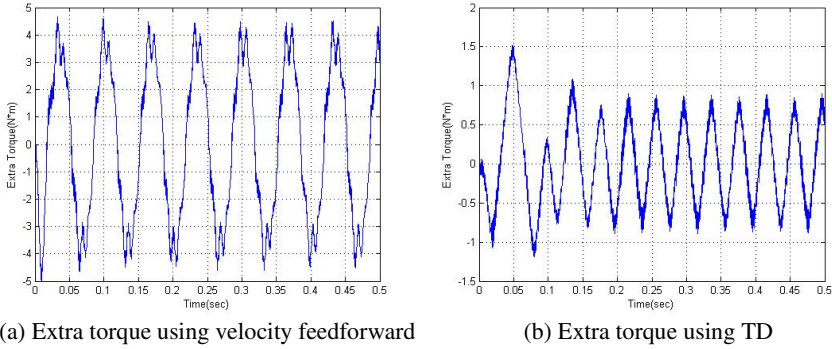 5
4
3
2
1
0
-1
-2
-3
-4
-5
Extra Torque(N*m)
0 0.05 0.1 0.15 0.2 0.25 0.3 0.35 0.4 0.45 0.5
Time(sec)
(a) Extra torque using velocity feedforward
2
1.5
1
0.5
0
-0.5
-1
-1.5
Extra Torque(N*m)
0 0.05 0.1 0.15 0.2 0.25 0.3 0.35 0.4 0.45 0.5
Time(sec)
(b) Extra torque using TD